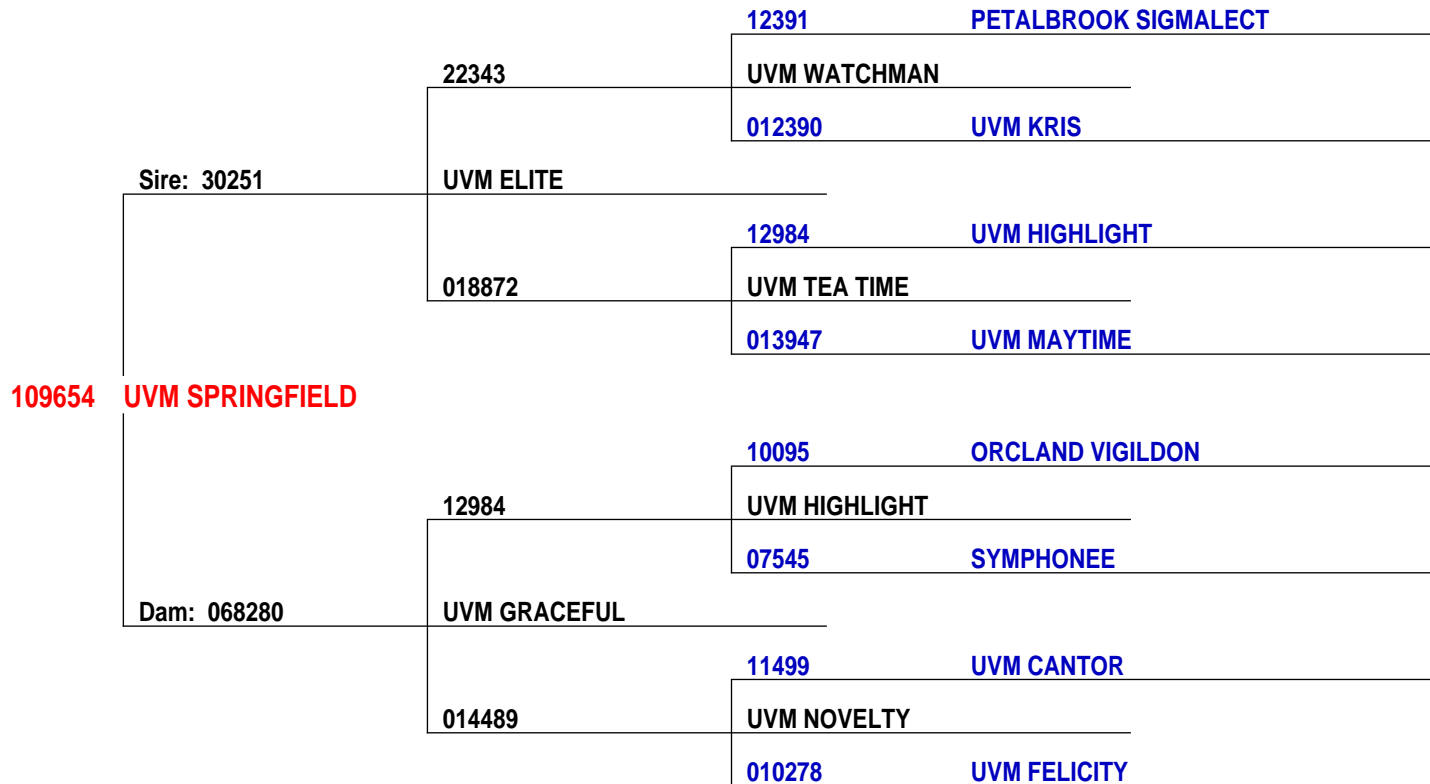 12391 PETALBROOK SIGMALECT
22343 UVM WATCHMAN
012390 UVM KRIS
Sire: 30251 UVM ELITE
12984 UVM HIGHLIGHT
018872 UVM TEA TIME
013947 UVM MAYTIME
109654 UVM SPRINGFIELD
10095 ORCLAND VIGILDON
12984 UVM HIGHLIGHT
07545 SYMPHONEE
Dam: 068280 UVM GRACEFUL
11499 UVM CANTOR
014489 UVM NOVELTY
010278 UVM FELICITY